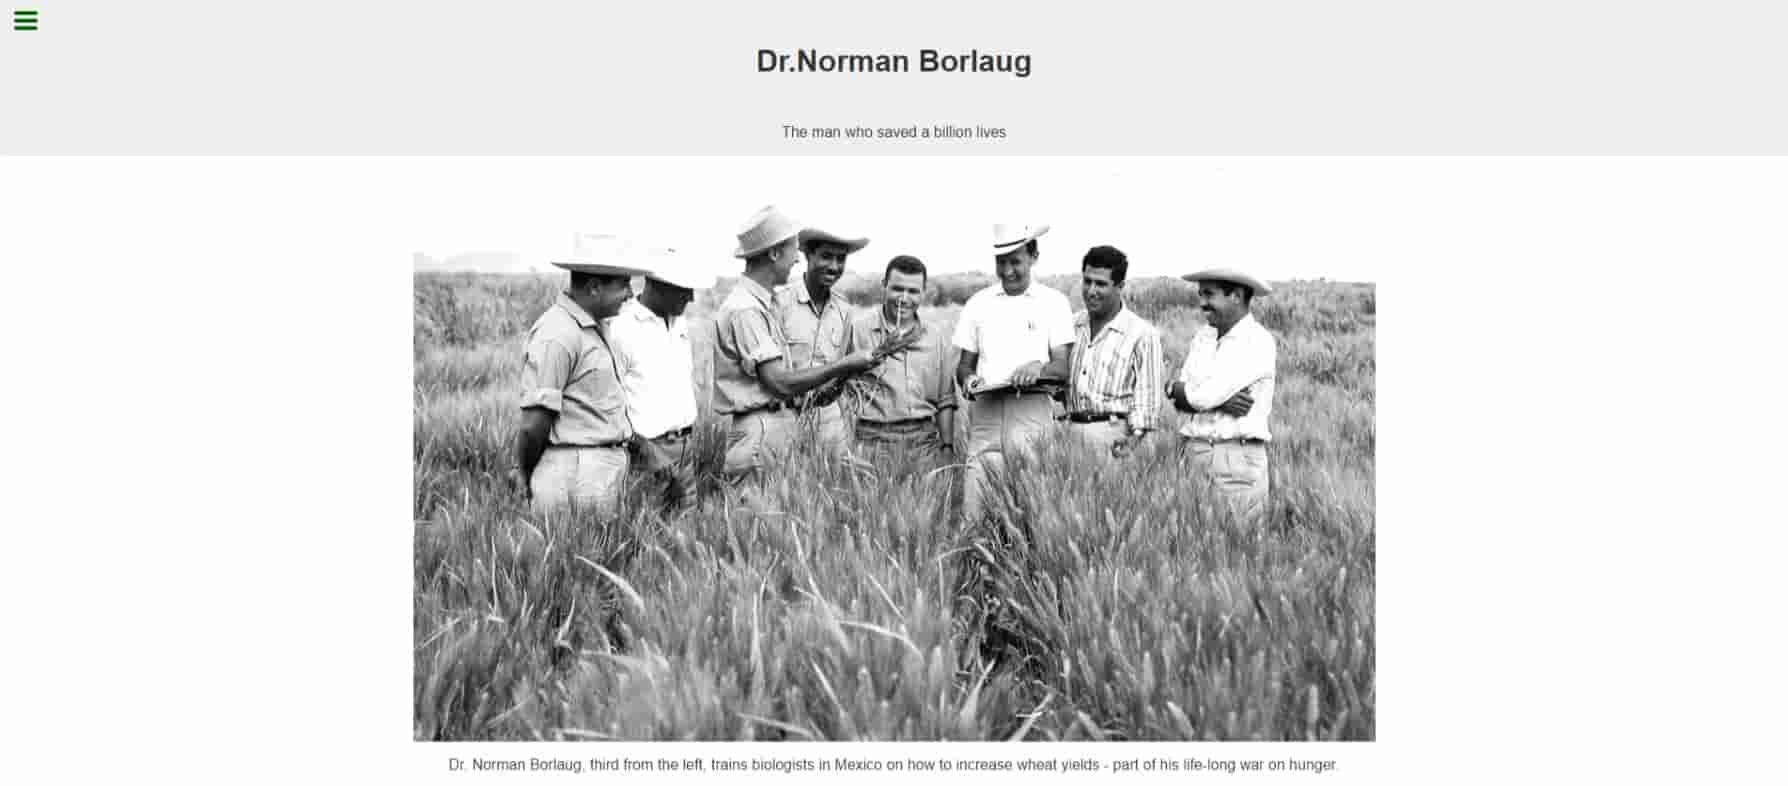 Dr.Norman Borlaug
The man who saved a billion lives
Dr. Norman Borlaug, third from the left, trains biologists in Mexico on how to increase wheat yields - part of his life-long war on hunger.